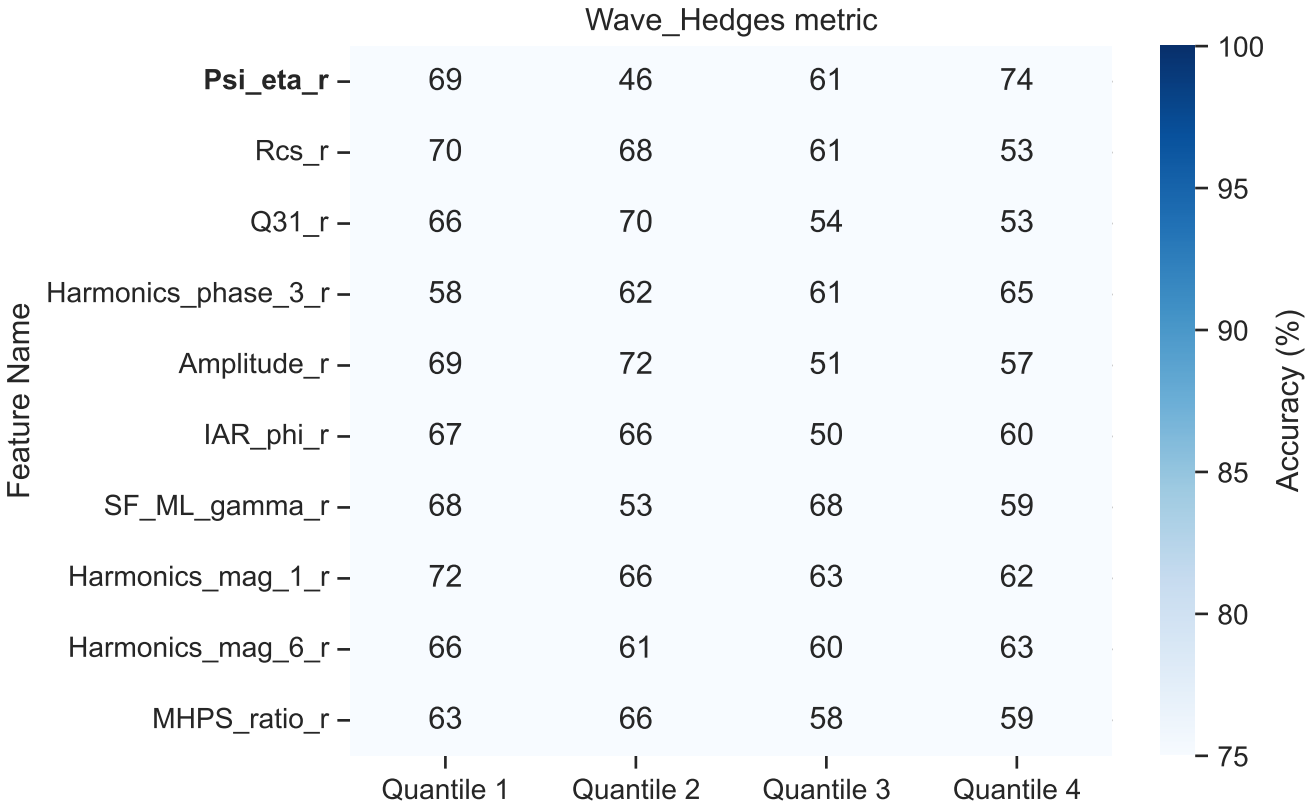 Wave_Hedges metric
Psi_eta_r 69 46 61 74
Rcs_r 70 68 61 53
Q31_r 66 70 54 53
Harmonics_phase_3_r 58 62 61 65
Amplitude_r 69 72 51 57
IAR_phi_r 67 66 50 60
SF_ML_gamma_r 68 53 68 59
Harmonics_mag_1_r 72 66 63 62
Harmonics_mag_6_r 66 61 60 63
MHPS_ratio_r 63 66 58 59
Quantile 1 Quantile 2 Quantile 3 Quantile 4
Feature Name
100
95
90
85
80
75
Accuracy (%)